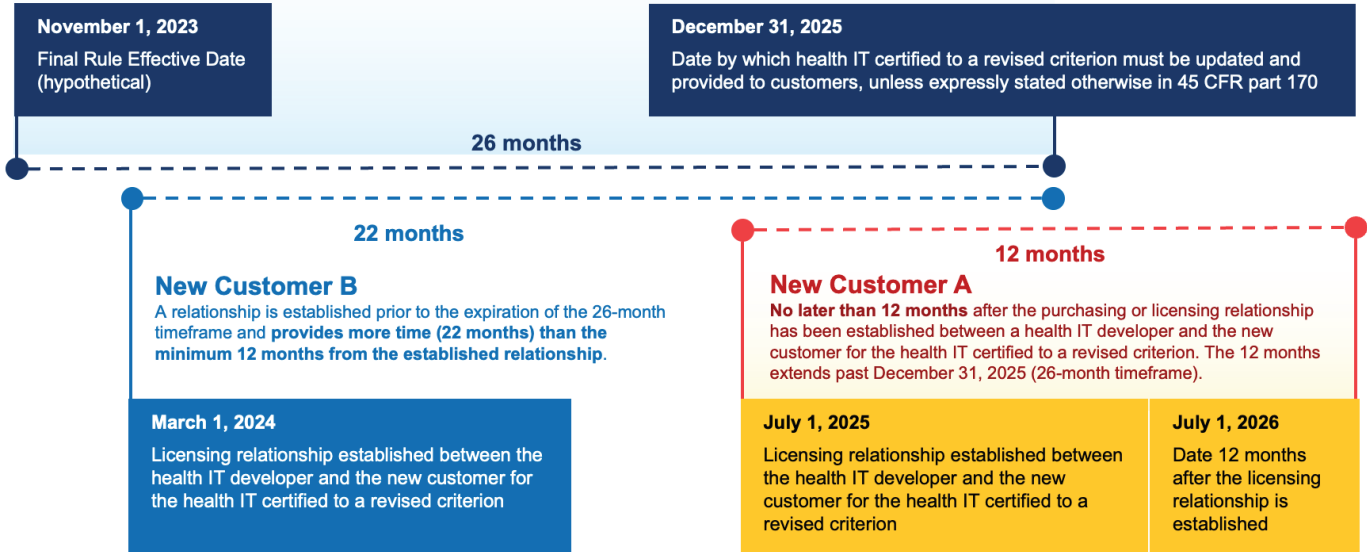 November 1, 2023
Final Rule Effective Date
(hypothetical)
December 31, 2025
Date by which health IT certified to a revised criterion must be updated and
provided to customers, unless expressly stated otherwise in 45 CFR part 170
26 months
22 months
12 months
New Customer B
A relationship is established prior to the expiration of the 26-month
timeframe and provides more time (22 months) than the
minimum 12 months from the established relationship.
New Customer A
No later than 12 months after the purchasing or licensing relationship
has been established between a health IT developer and the new
customer for the health IT certified to a revised criterion. The 12 months
extends past December 31, 2025 (26-month timeframe).
March 1, 2024
Licensing relationship established between the
health IT developer and the new customer for
the health IT certified to a revised criterion
July 1, 2025
Licensing relationship established between
the health IT developer and the new
customer for the health IT certified to a
revised criterion
July 1, 2026
Date 12 months
after the licensing
relationship is
established